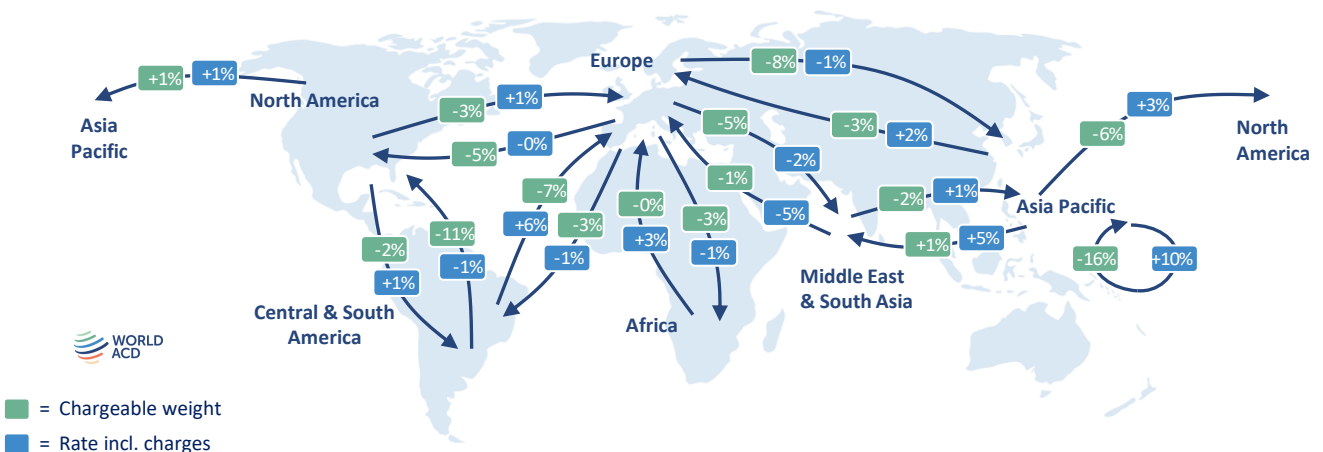 Europe
-8%
-1%
+1%
+1%
North America
Asia
Pacific
-3%
+1%
-5%
-0%
-5%
-2%
-3%
+2%
-6%
+3%
North
America
-1%
-5%
-2%
+1%
Asia Pacific
+1%
+5%
-16%
+10%
-7%
+6%
-3%
-1%
-0%
+3%
-3%
-1%
-2%
+1%
-11%
-1%
Middle East
& South Asia
Central & South
America
Africa
WORLD
ACD
= Chargeable weight
= Rate incl. charges